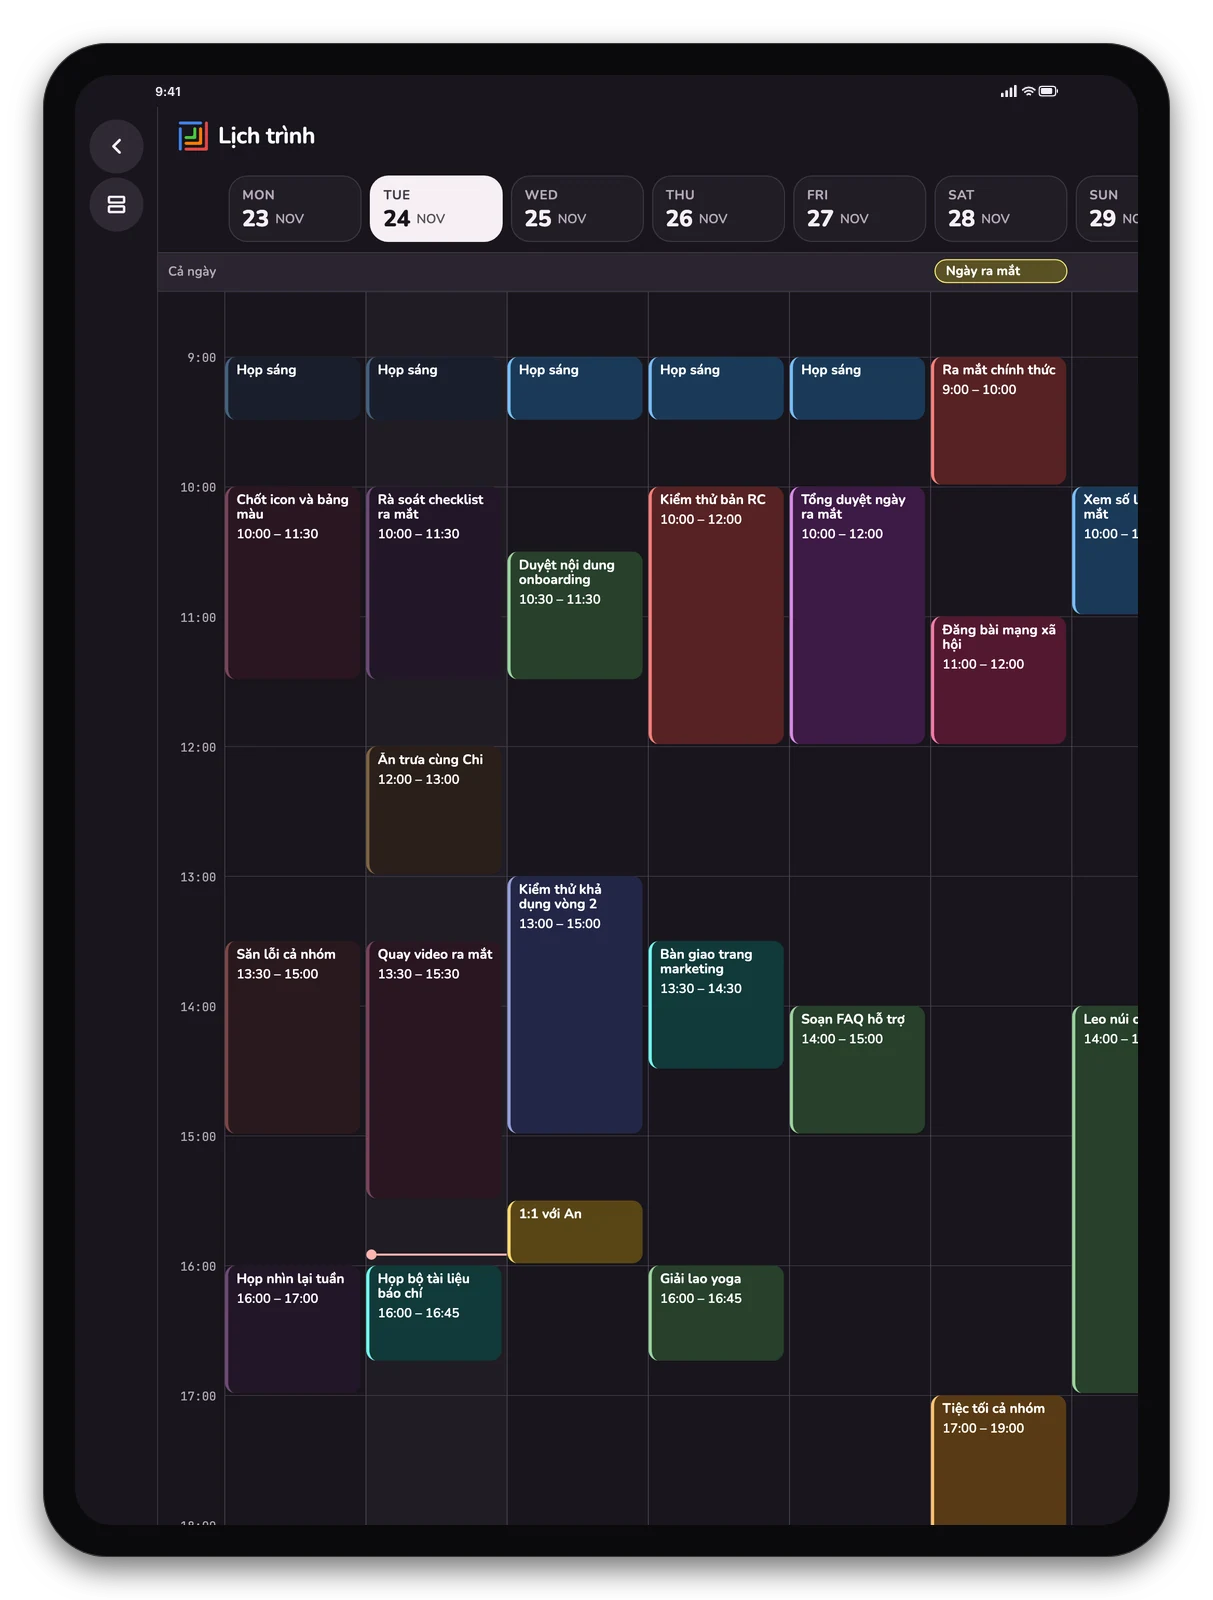 9:41
Lịch trình
MON
23 NOV
TUE
24 NOV
WED
25 NOV
THU
26 NOV
FRI
27 NOV
SAT
28 NOV
SUN
29
Cả ngày
Ngày ra mắt
9:00
10:00
11:00
12:00
13:00
14:00
15:00
16:00
17:00
Họp sáng
Chốt icon và bảng
màu
10:00 – 11:30
Săn lỗi cả nhóm
13:30 – 15:00
Họp nhìn lại tuần
16:00 – 17:00
Họp sáng
Rà soát checklist
ra mắt
10:00 – 11:30
Ăn trưa cùng Chi
12:00 – 13:00
Quay video ra mắt
13:30 – 15:30
Họp bộ tài liệu
báo chí
16:00 – 16:45
Họp sáng
Duyệt nội dung
onboarding
10:30 – 11:30
Kiểm thử khả
dụng vòng 2
13:00 – 15:00
1:1 với An
Họp sáng
Kiểm thử bản RC
10:00 – 12:00
Bàn giao trang
marketing
13:30 – 14:30
Giải lao yoga
16:00 – 16:45
Họp sáng
Tổng duyệt ngày
ra mắt
10:00 – 12:00
Soạn FAQ hỗ trợ
14:00 – 15:00
Ra mắt chính thức
9:00 – 10:00
Đăng bài mạng xã
hội
11:00 – 12:00
Tiệc tối cả nhóm
17:00 – 19:00
Xem số
mắt
10:00 –
Leo núi
14:00 –